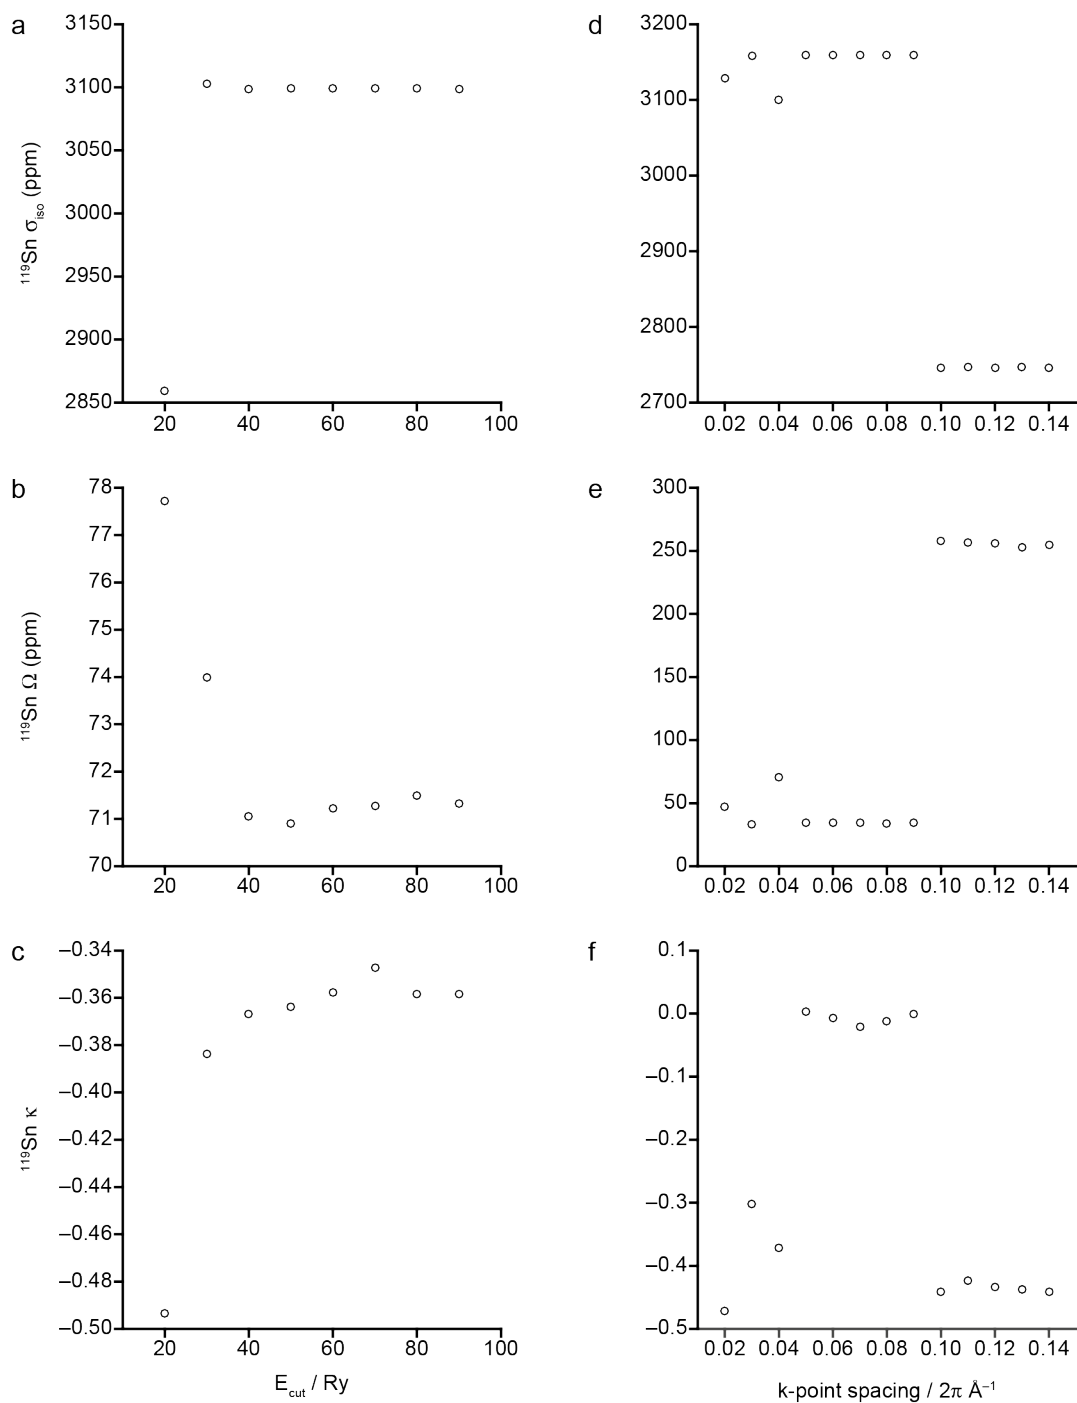 a
3150
3100
3050
3000
2950
2900
2850
¹¹⁹Sn σiso (ppm)
20 40 60 80 100
d
3200
3100
3000
2900
2800
2700
0.02 0.04 0.06 0.08 0.10 0.12 0.14
b
78
77
76
75
74
73
72
71
70
¹¹⁹Sn Ω (ppm)
20 40 60 80 100
e
300
250
200
150
100
50
0
0.02 0.04 0.06 0.08 0.10 0.12 0.14
c
–0.34
–0.36
–0.38
–0.40
–0.42
–0.44
–0.46
–0.48
–0.50
¹¹⁹Sn κ
20 40 60 80 100
Ecut / Ry
f
0.1
0.0
–0.1
–0.2
–0.3
–0.4
–0.5
0.02 0.04 0.06 0.08 0.10 0.12 0.14
k-point spacing / 2π Å⁻¹